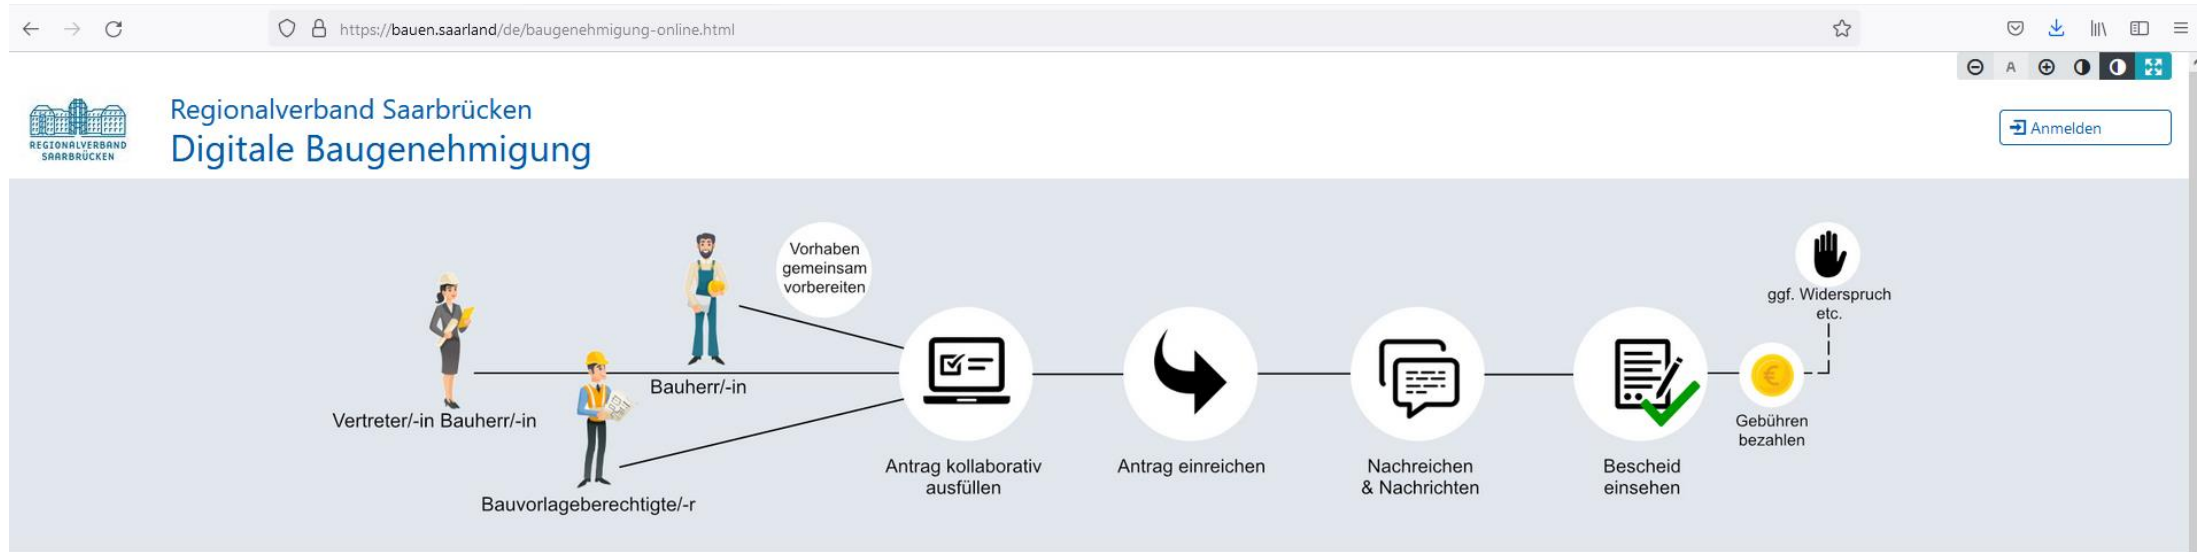 https://bauen.saarland/de/baugenehmigung-online.html
A
REGIONALVERBAND
SAARBRÜCKEN
Regionalverband Saarbrücken
Digitale Baugenehmigung
Anmelden
Vorhaben
gemeinsam
vorbereiten
Bauherr/-in
Vertreter/-in Bauherr/-in
Bauvorlageberechtigte/-r
Antrag kollaborativ
ausfüllen
Antrag einreichen
Nachreichen
& Nachrichten
Bescheid
einsehen
€
Gebühren
bezahlen
ggf. Widerspruch
etc.